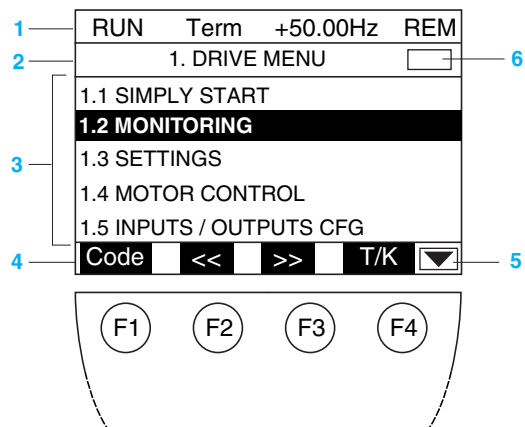 1 RUN Term +50.00Hz REM
2 1. DRIVE MENU 6
1.1 SIMPLY START
1.2 MONITORING
3 1.3 SETTINGS
1.4 MOTOR CONTROL
1.5 INPUTS / OUTPUTS CFG
4 Code << >> T/K 5
F1 F2 F3 F4